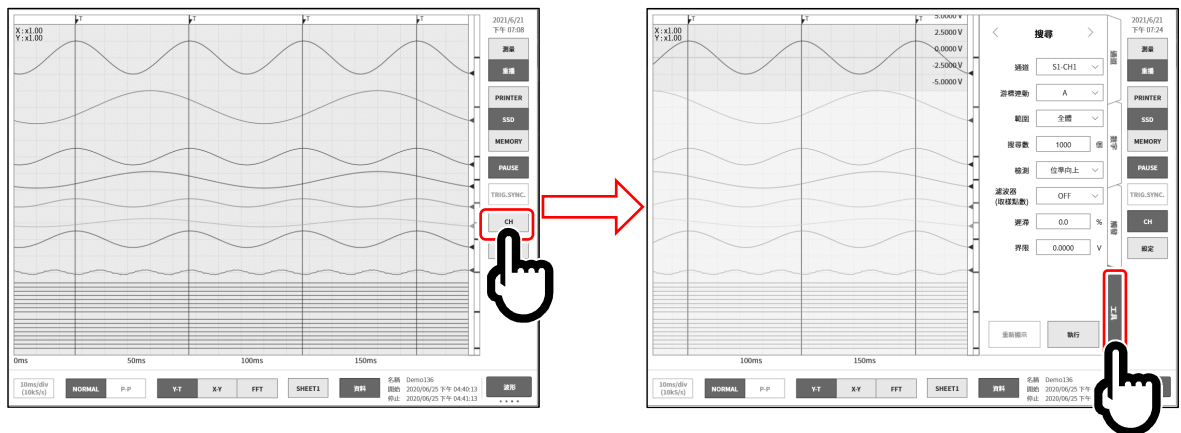 T T T
X : x1.00
Y : x1.00
2021/6/21
下午 07:08
測量
重播
PRINTER
SSD
MEMORY
PAUSE
TRIG.SYNC.
CH
0ms 50ms 100ms 150ms
10ms/div
(10kS/s)
NORMAL P-P Y-T X-Y FFT SHEET1 資料
名稱 Demo136
開始 2020/06/25 下午 04:40:13
停止 2020/06/25 下午 04:41:13
波形
T T
X : x1.00
Y : x1.00
5.0000 V
2.5000 V
0.0000 V
-2.5000 V
-5.0000 V
搜尋
通道 S1-CH1
游標連動 A
範圍 全體
搜尋數 1000 個
檢測 位準向上
濾波器
(取樣點數) OFF
遲滯 0.0 %
界限 0.0000 V
重新顯示 執行
數字
觸發
工具
2021/6/21
下午 07:24
測量
重播
PRINTER
SSD
MEMORY
PAUSE
TRIG.SYNC.
CH
設定
100ms 150ms
10ms/div
(10kS/s)
NORMAL P-P Y-T X-Y FFT SHEET1 資料
名稱 Demo136
開始 2020/06/25 下午
停止 2020/06/25 下午